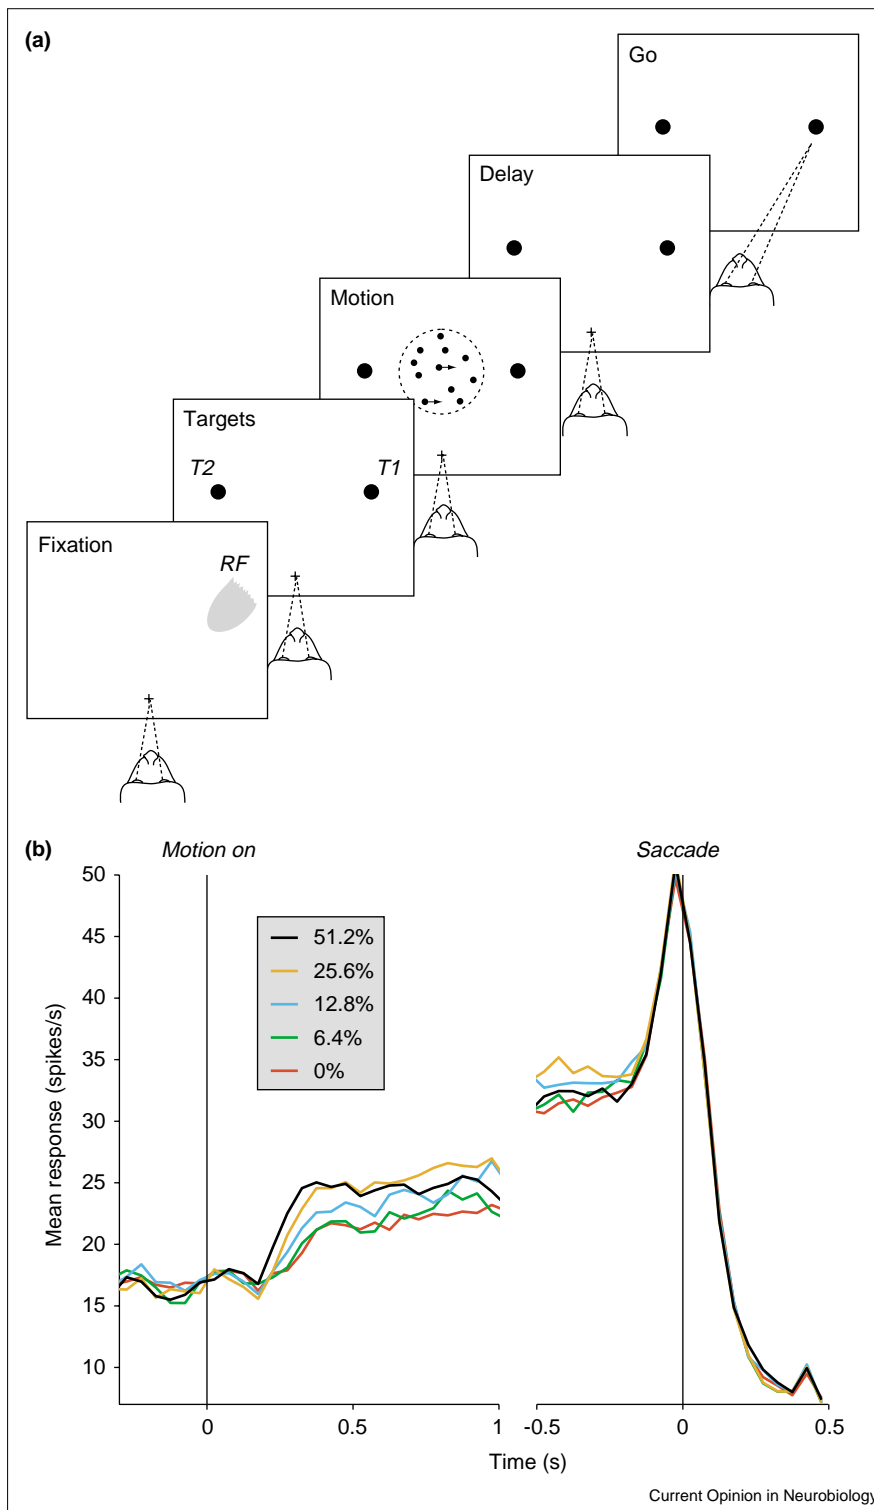 (a)
Go
Delay
Motion
Targets
T2 T1
Fixation
RF
(b)
Motion on Saccade
50
45
40
35
30
25
20
15
10
51.2%
25.6%
12.8%
6.4%
0%
Mean response (spikes/s)
0 0.5 1 -0.5 0 0.5
Time (s)
Current Opinion in Neurobiology